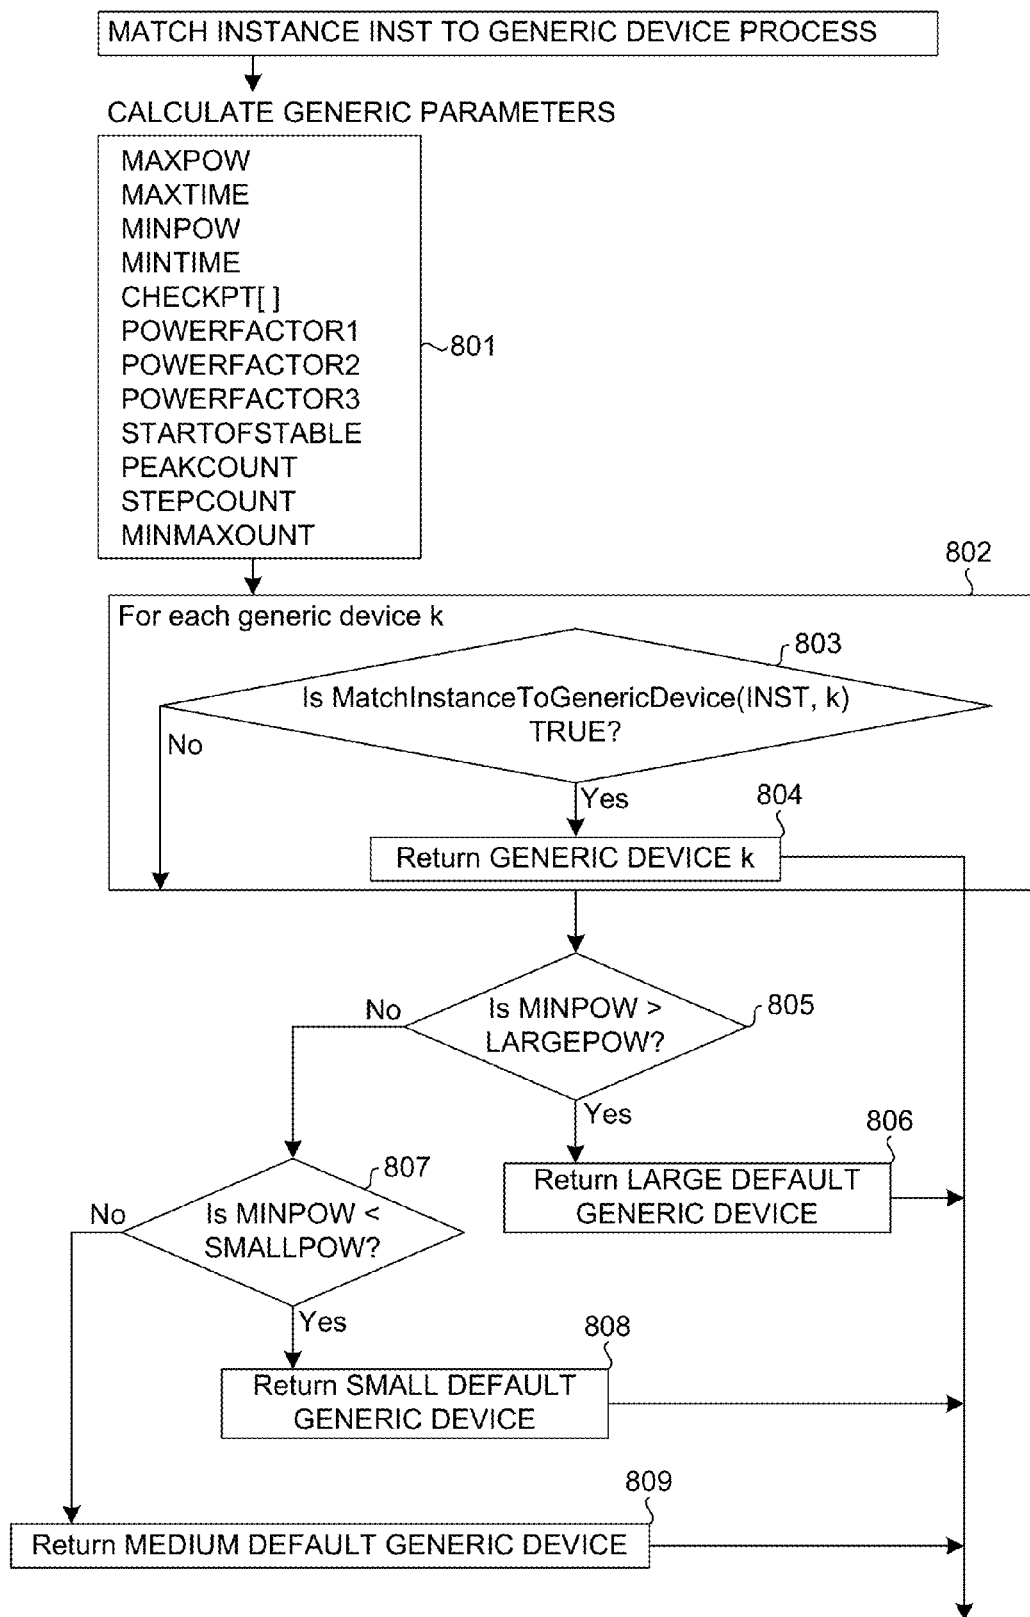 MATCH INSTANCE INST TO GENERIC DEVICE PROCESS
CALCULATE GENERIC PARAMETERS
MAXPOW
MAXTIME
MINPOW
MINTIME
CHECKPT[ ]
POWERFACTOR1
POWERFACTOR2
POWERFACTOR3
STARTOFSTABLE
PEAKCOUNT
STEPCOUNT
MINMAXOUNT
801
802
For each generic device k
803
Is MatchInstanceToGenericDevice(INST, k)
TRUE?
No
Yes
804
Return GENERIC DEVICE k
Is MINPOW >
LARGEPOW?
805
No
Yes
806
Return LARGE DEFAULT
GENERIC DEVICE
807
Is MINPOW <
SMALLPOW?
No
Yes
808
Return SMALL DEFAULT
GENERIC DEVICE
809
Return MEDIUM DEFAULT GENERIC DEVICE